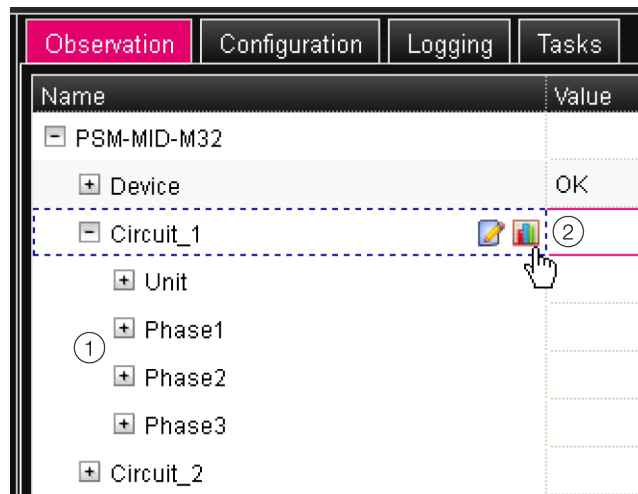 Observation Configuration Logging Tasks
Name Value
PSM-MID-M32
Device OK
Circuit_1 2
Unit
Phase1
1
Phase2
Phase3
Circuit_2